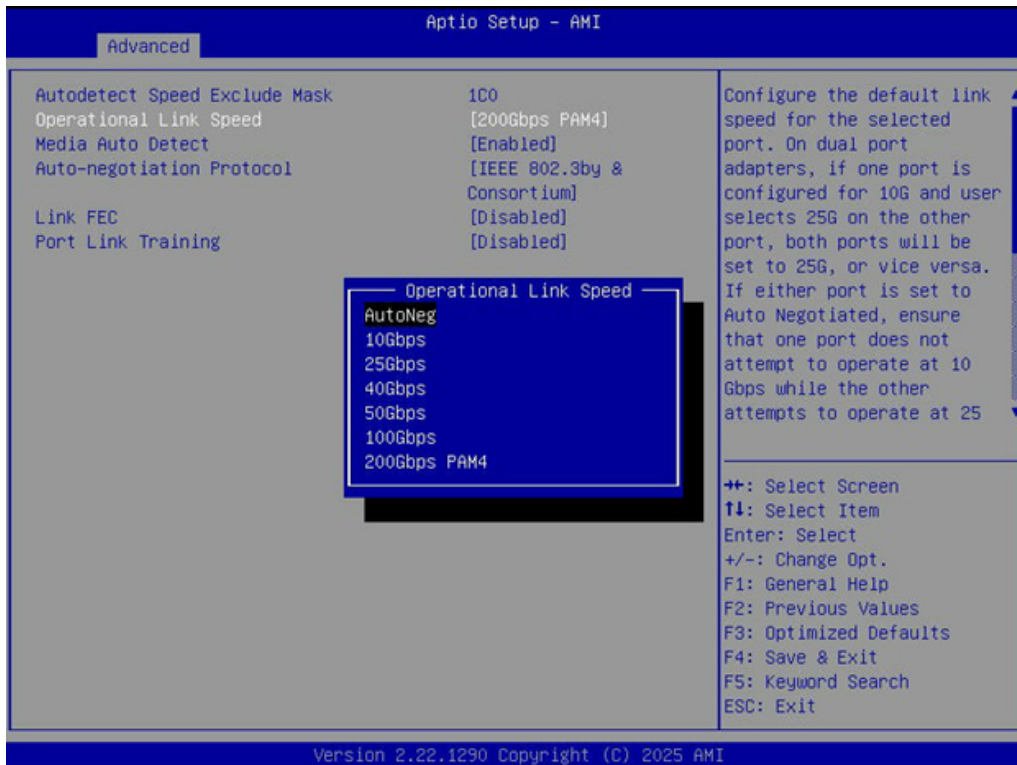 Aptio Setup – AMI
Advanced
Autodetect Speed Exclude Mask 1C0
Operational Link Speed [200Gbps PAM4]
Media Auto Detect [Enabled]
Auto-negotiation Protocol [IEEE 802.3by &
Consortium]
Link FEC [Disabled]
Port Link Training [Disabled]
Operational Link Speed
AutoNeg
10Gbps
25Gbps
40Gbps
50Gbps
100Gbps
200Gbps PAM4
Configure the default link
speed for the selected
port. On dual port
adapters, if one port is
configured for 10G and user
selects 25G on the other
port, both ports will be
set to 25G, or vice versa.
If either port is set to
Auto Negotiated, ensure
that one port does not
attempt to operate at 10
Gbps while the other
attempts to operate at 25
→←: Select Screen
↑↓: Select Item
Enter: Select
+/-: Change Opt.
F1: General Help
F2: Previous Values
F3: Optimized Defaults
F4: Save & Exit
F5: Keyword Search
ESC: Exit
Version 2.22.1290 Copyright (C) 2025 AMI